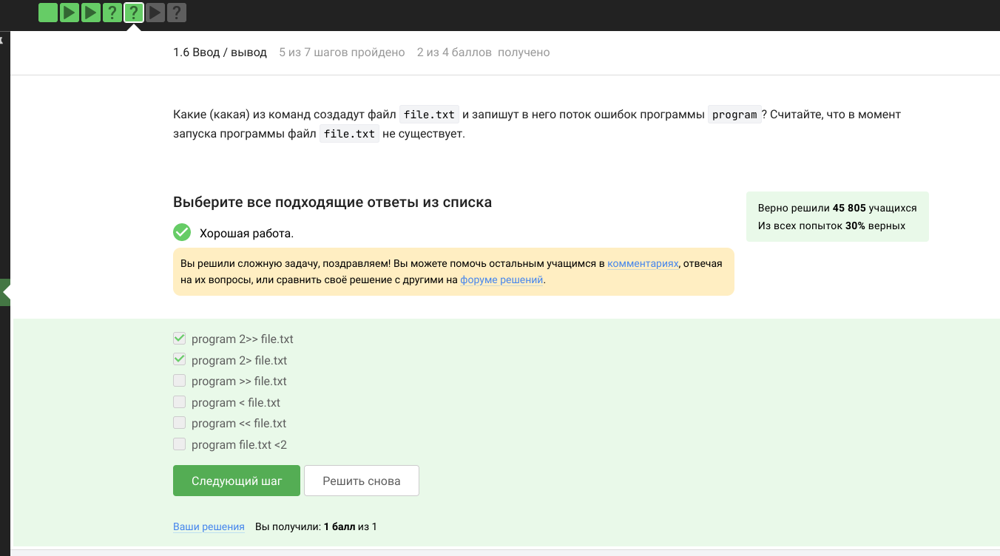 ? ? ?
1.6 Ввод / вывод 5 из 7 шагов пройдено 2 из 4 баллов получено
Какие (какая) из команд создадут файл file.txt и запишут в него поток ошибок программы program? Считайте, что в момент
запуска программы файл file.txt не существует.
Выберите все подходящие ответы из списка
Верно решили 45 805 учащихся
Из всех попыток 30% верных
Хорошая работа.
Вы решили сложную задачу, поздравляем! Вы можете помочь остальным учащимся в комментариях, отвечая
на их вопросы, или сравнить своё решение с другими на форуме решений.
program 2>> file.txt
program 2> file.txt
program >> file.txt
program < file.txt
program << file.txt
program file.txt <2
Следующий шаг Решить снова
Ваши решения Вы получили: 1 балл из 1